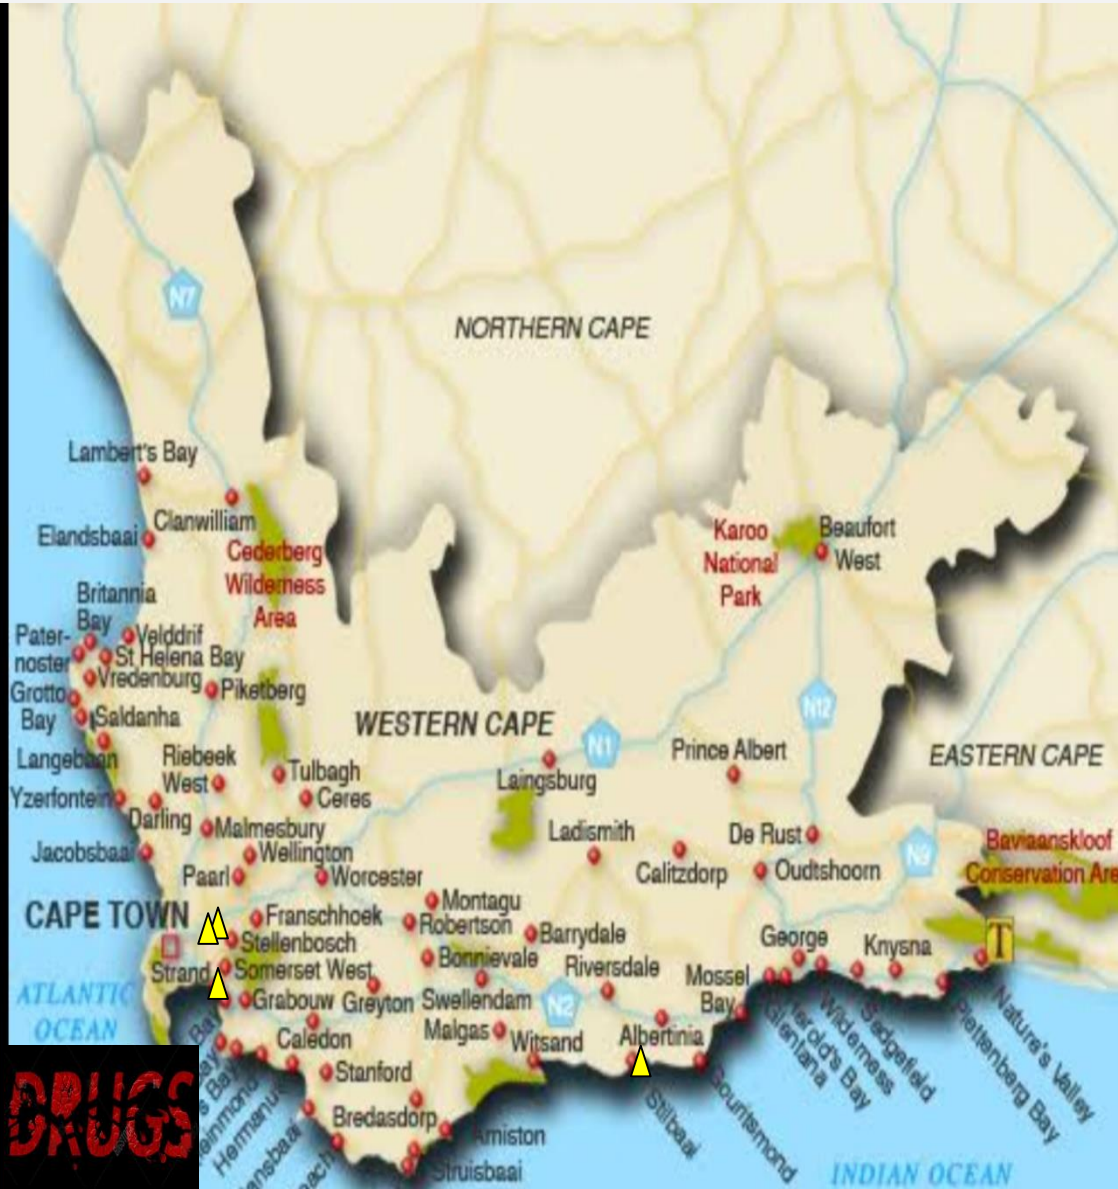 N7
NORTHERN CAPE
Lambert's Bay
Clanwilliam
Elandsbaai
Cederberg
Wilderness
Area
Karoo
National
Park
Beaufort
West
Britannia
Bay
Velddrif
Pater-
noster
St Helena Bay
Vredenburg
Piketberg
Grotto
Bay
Saldanha
WESTERN CAPE
N1
N12
Langebaan
Riebeek
West
Tulbagh
Ceres
Laingsburg
Prince Albert
EASTERN CAPE
Yzerfontein
Darling
Malmesbury
Ladismith
De Rust
N9
Baviaanskloof
Conservation Are
Jacobsbaai
Wellington
Paarl
Worcester
Calitzdorp
Oudtshoorn
CAPE TOWN
Franschhoek
Montagu
Robertson
Stellenbosch
Barrydale
George
Knysna
T
Strand
Somerset West
Bonnievale
Riversdale
Mossel
Bay
ATLANTIC
OCEAN
Grabouw
Greyton
Swellendam
N2
Caledon
Malgas
Witsand
Albertinia
Glentana
Herold's Bay
Wilderness
Sedgefield
Plettenberg Bay
Nature's Valley
Stanford
Bredasdorp
Arniston
Struisbaai
Stilbaai
Gouritsmond
Hermanus
INDIAN OCEAN
DRUGS